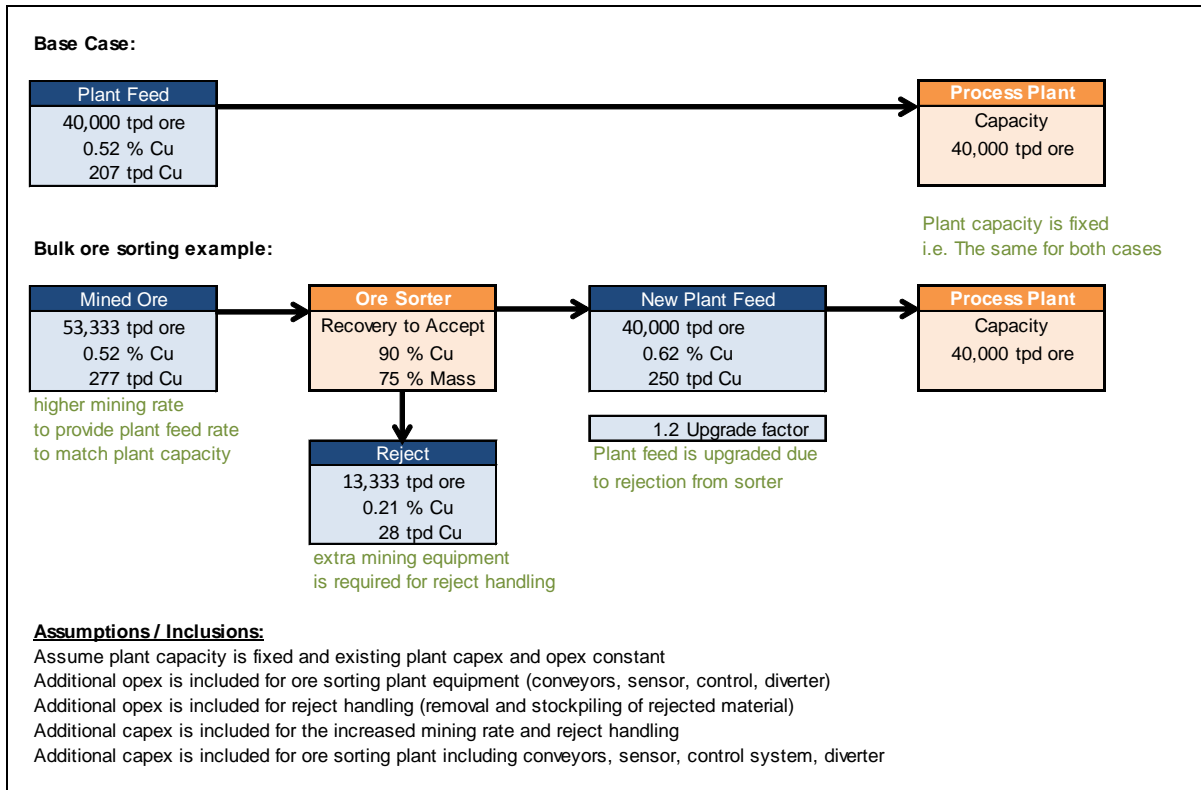 Base Case:
Plant Feed
40,000 tpd ore
0.52 % Cu
207 tpd Cu
Process Plant
Capacity
40,000 tpd ore
Plant capacity is fixed
i.e. The same for both cases
Bulk ore sorting example:
Mined Ore
53,333 tpd ore
0.52 % Cu
277 tpd Cu
higher mining rate
to provide plant feed rate
to match plant capacity
Ore Sorter
Recovery to Accept
90 % Cu
75 % Mass
Reject
13,333 tpd ore
0.21 % Cu
28 tpd Cu
extra mining equipment
is required for reject handling
New Plant Feed
40,000 tpd ore
0.62 % Cu
250 tpd Cu
1.2 Upgrade factor
Plant feed is upgraded due
to rejection from sorter
Process Plant
Capacity
40,000 tpd ore
Assumptions / Inclusions:
Assume plant capacity is fixed and existing plant capex and opex constant
Additional opex is included for ore sorting plant equipment (conveyors, sensor, control, diverter)
Additional opex is included for reject handling (removal and stockpiling of rejected material)
Additional capex is included for the increased mining rate and reject handling
Additional capex is included for ore sorting plant including conveyors, sensor, control system, diverter